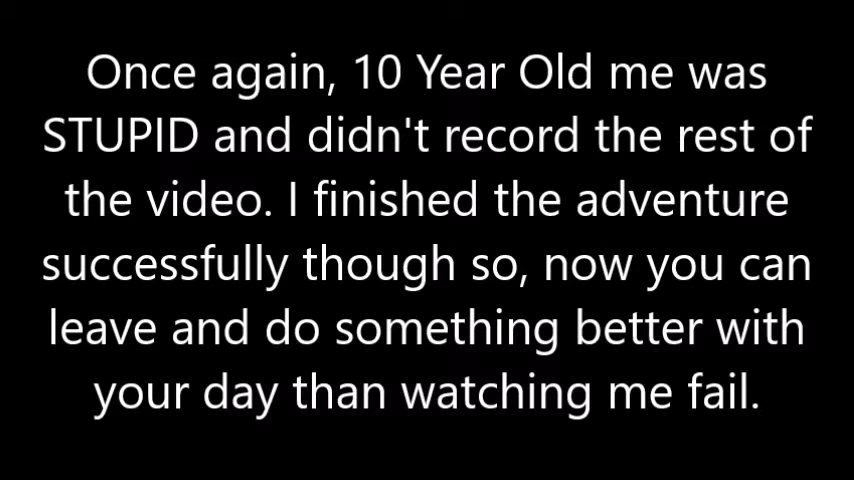 Once again, 10 Year Old me was
STUPID and didn't record the rest of
the video. I finished the adventure
successfully though so, now you can
leave and do something better with
your day than watching me fail.